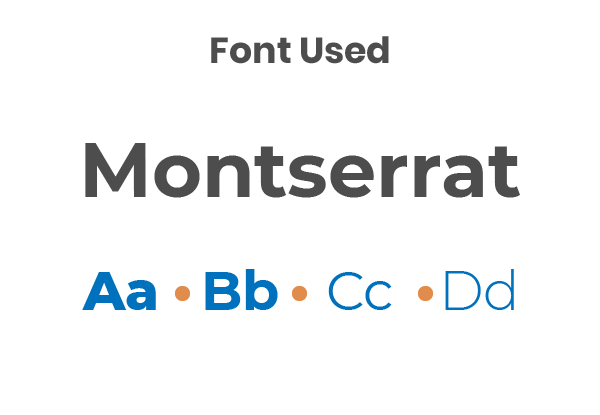 Font Used
Montserrat
Aa • Bb • Cc • Dd